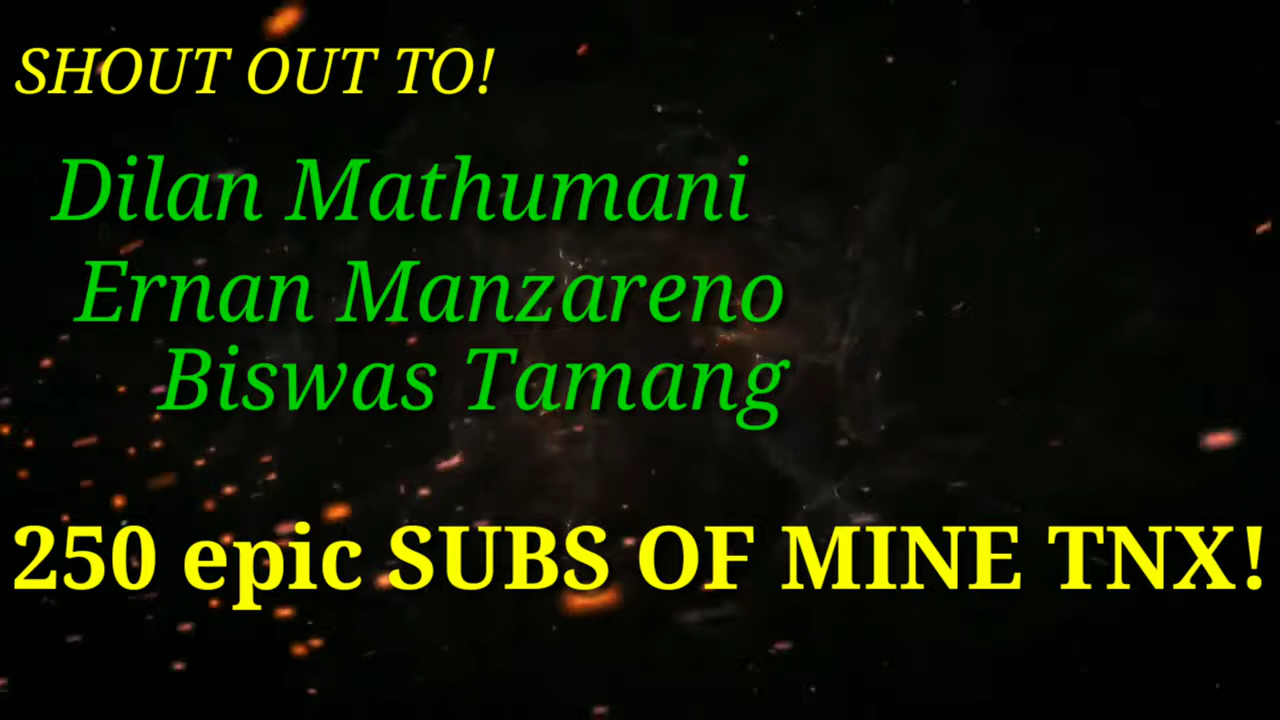 SHOUT OUT TO!
Dilan Mathumani
Ernan Manzareno
Biswas Tamang
250 epic SUBS OF MINE TNX!